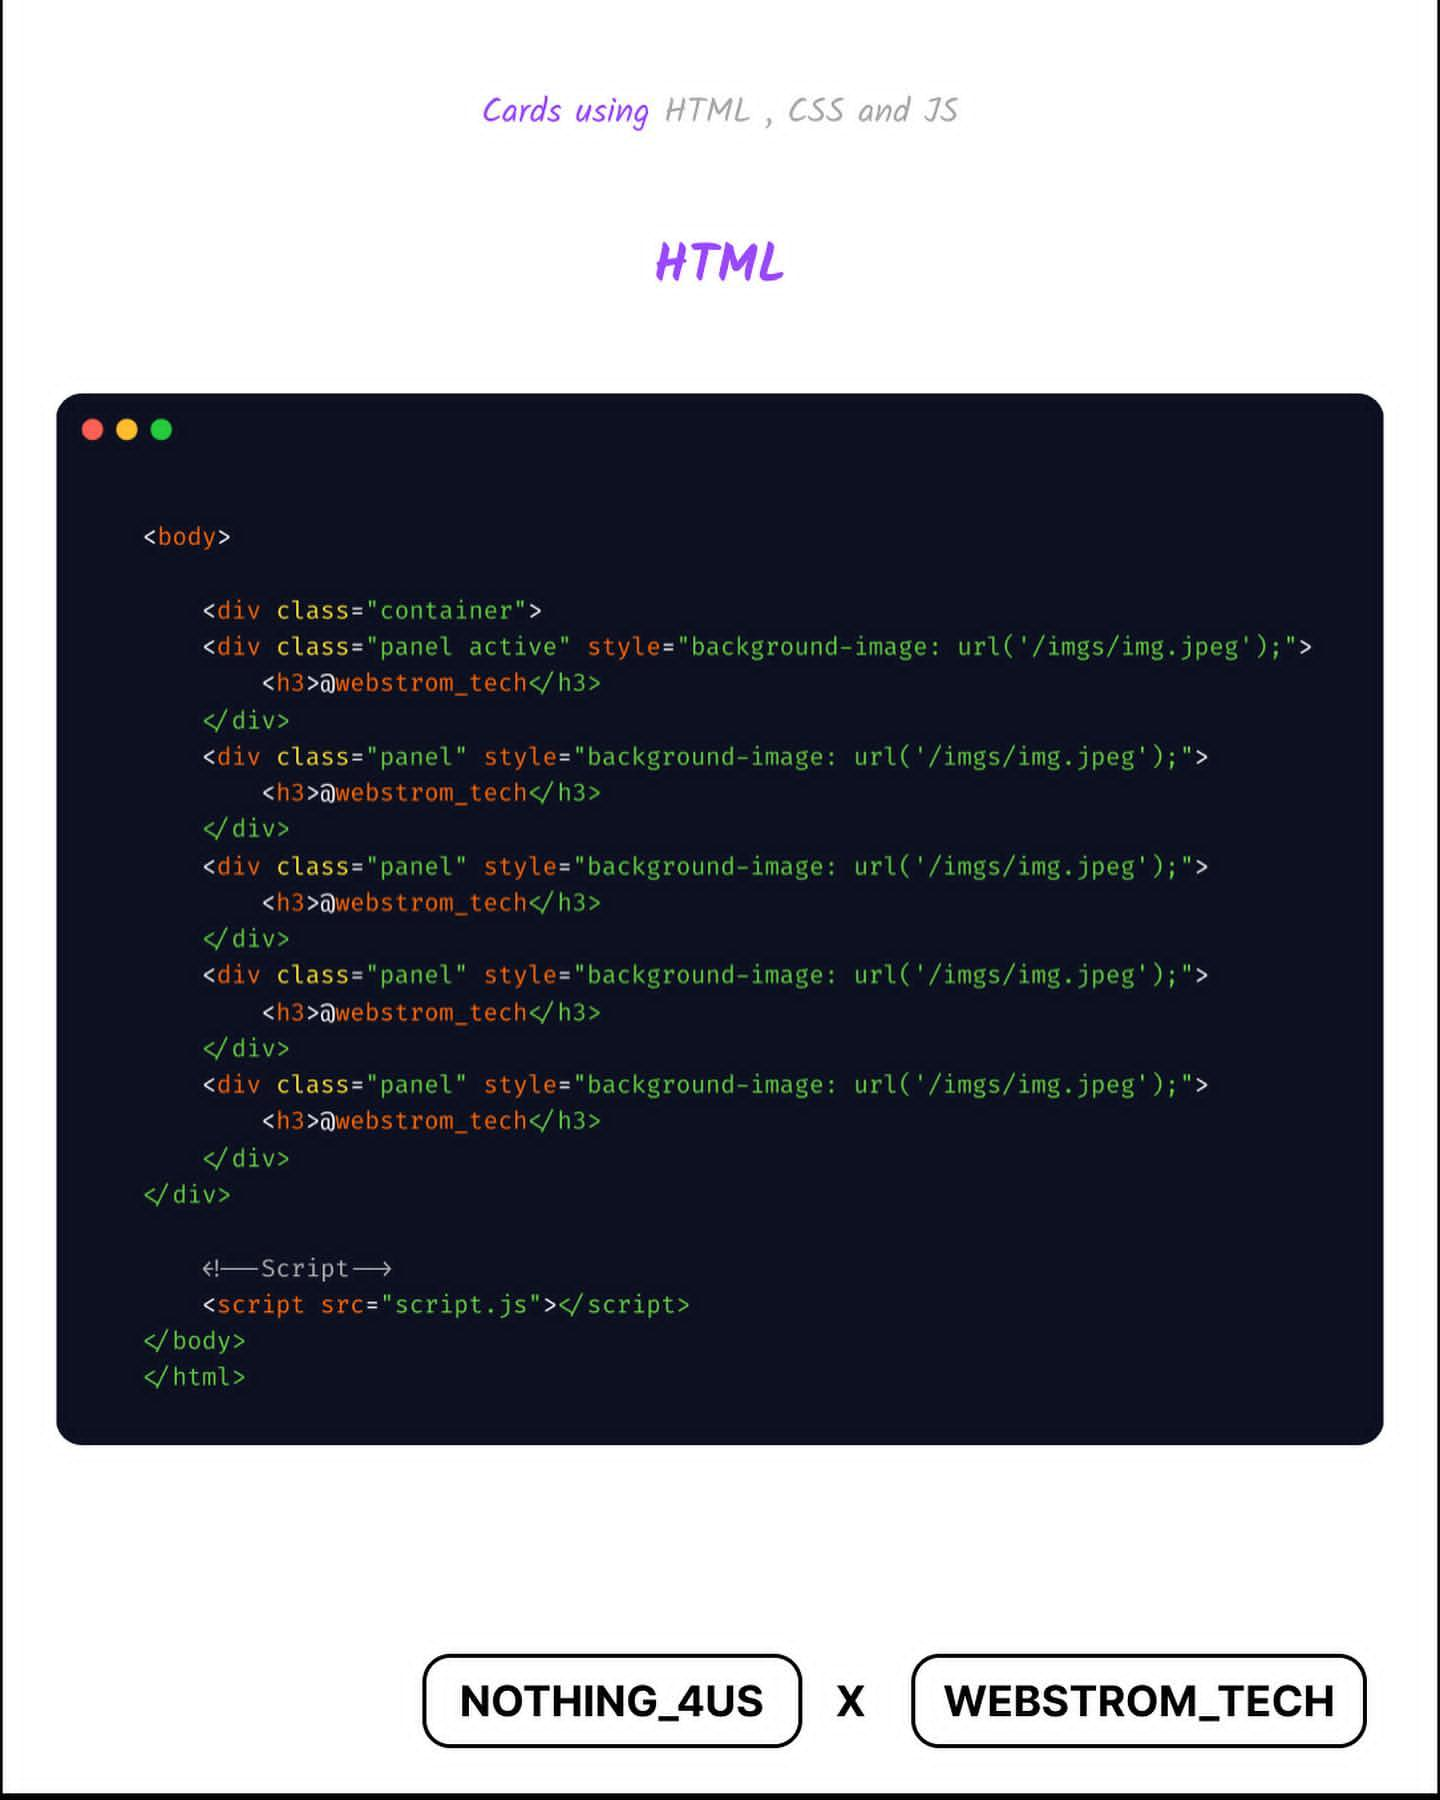 Cards using HTML , CSS and JS
HTML
<body>
<div class="container">
<div class="panel active" style="background-image: url('/imgs/img.jpeg');">
<h3>@webstrom_tech</h3>
</div>
<div class="panel" style="background-image: url('/imgs/img.jpeg');">
<h3>@webstrom_tech</h3>
</div>
<div class="panel" style="background-image: url('/imgs/img.jpeg');">
<h3>@webstrom_tech</h3>
</div>
<div class="panel" style="background-image: url('/imgs/img.jpeg');">
<h3>@webstrom_tech</h3>
</div>
<div class="panel" style="background-image: url('/imgs/img.jpeg');">
<h3>@webstrom_tech</h3>
</div>
</div>
<!--Script-->
<script src="script.js"></script>
</body>
</html>
NOTHING_4US X WEBSTROM_TECH